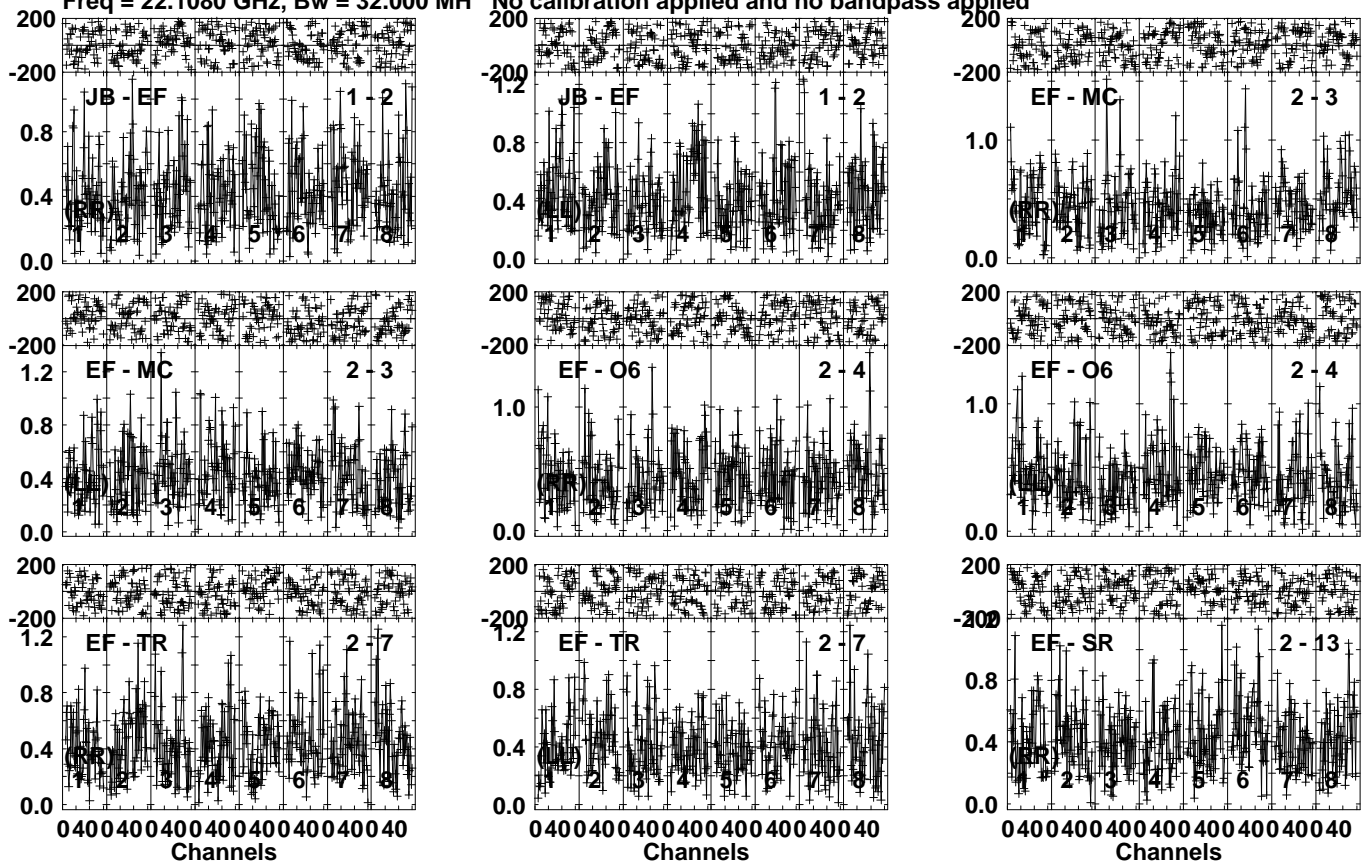 Freq = 22.1080 GHz, Bw = 32.000 MH No calibration applied and no bandpass applied
200 200 200
-200 -200 -200
JB - EF 1 - 2 JB - EF 1 - 2 EF - MC 2 - 3
0.8 1.2 1.0
0.4 0.8
0.0 0.4
0.0 0.0
(RR) (LL) (RR)
1 2 3 4 5 6 7 8 1 2 3 4 5 6 7 8 1 2 3 4 5 6 7 8
200 200 200
-200 -200 -200
EF - MC 2 - 3 EF - O6 2 - 4 EF - O6 2 - 4
1.2 1.0 1.0
0.8
0.4
0.0 0.0 0.0
(LL) (RR) (LL)
1 2 3 4 5 6 7 8 1 2 3 4 5 6 7 8 1 2 3 4 5 6 7 8
200 200 200
-200 -200 -200
EF - TR 2 - 7 EF - TR 2 - 7 EF - SR 2 - 13
1.2 1.2 1.2
0.8 0.8 0.8
0.4 0.4 0.4
0.0 0.0 0.0
(RR) (LL) (RR)
1 2 3 4 5 6 7 8 1 2 3 4 5 6 7 8 1 2 3 4 5 6 7 8
0 40 0 40 0 40 0 40 0 40 0 40 0 40 0 40 0 40 0 40 0 40 0 40 0 40 0 40 0 40 0 40 0 40 0 40 0 40 0 40 0 40 0 40 0 40 0 40
Channels Channels Channels